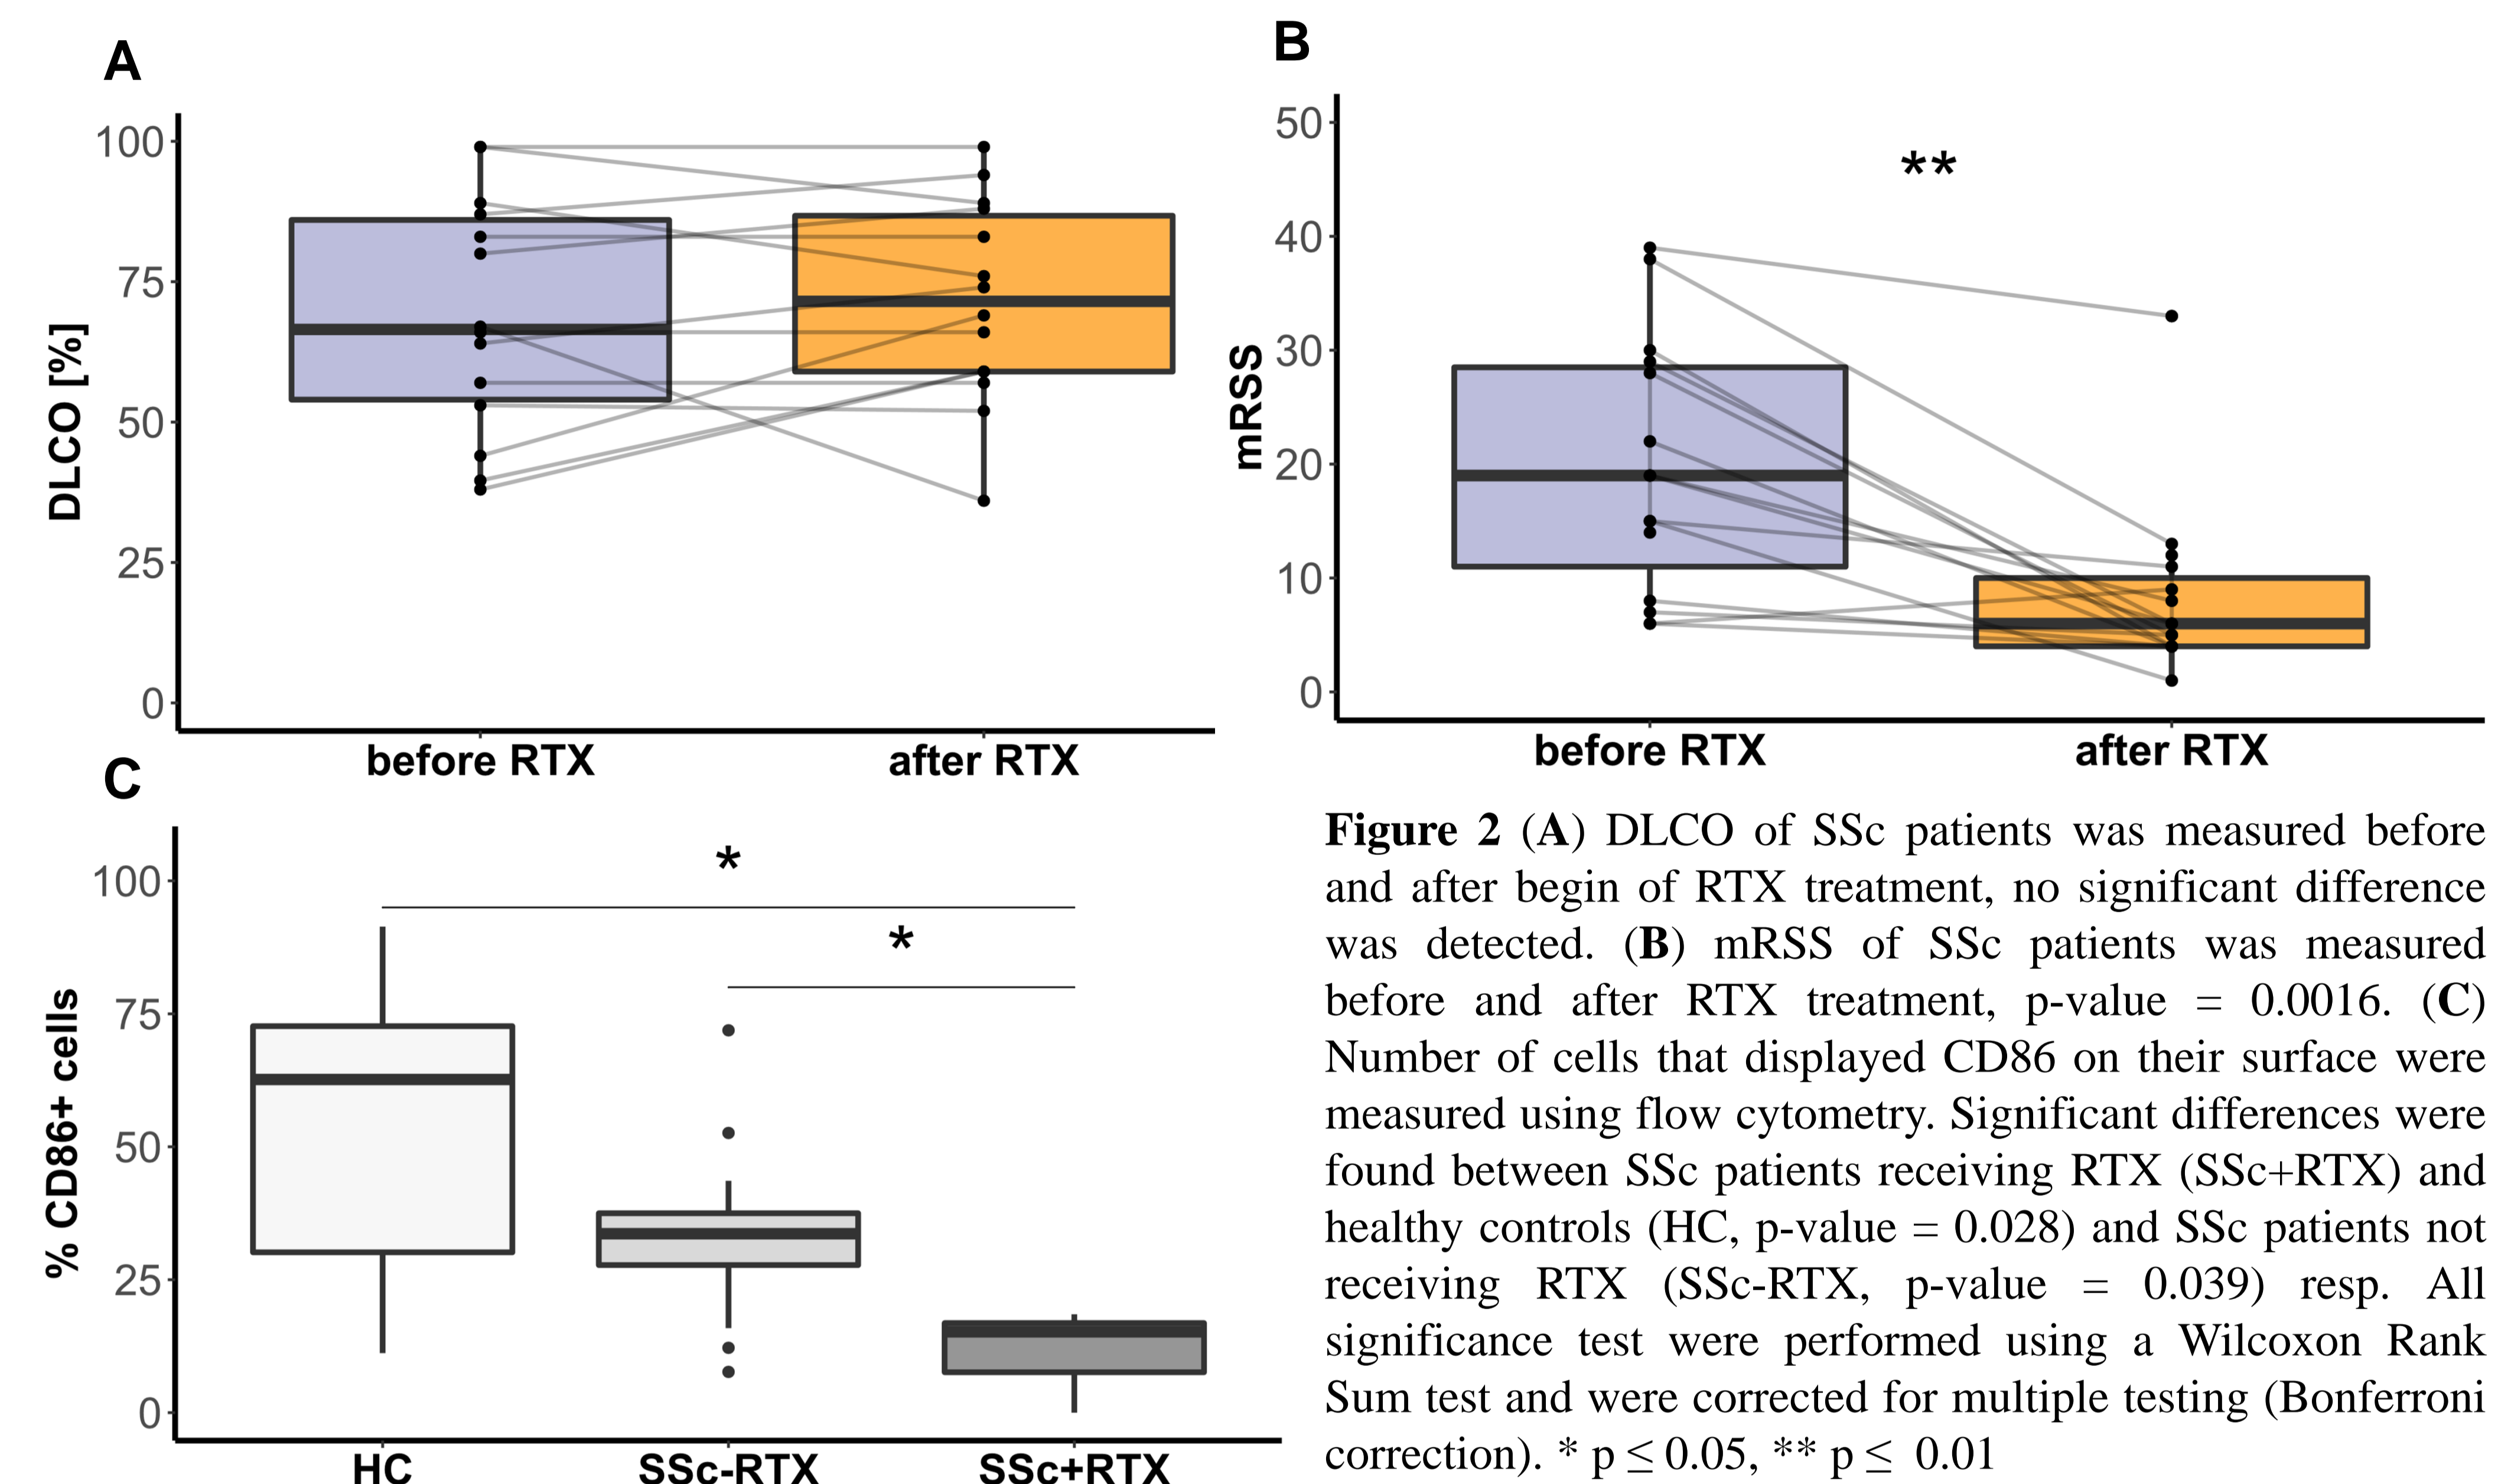 A
100
75
50
25
0
DLCO [%]
before RTX
after RTX
B
50
40
30
20
10
0
mRSS
**
before RTX
after RTX
C
100
75
50
25
0
% CD86+ cells
*
*
HC
SSc-RTX
SSc+RTX
Figure 2 (A) DLCO of SSc patients was measured before
and after begin of RTX treatment, no significant difference
was detected. (B) mRSS of SSc patients was measured
before and after RTX treatment, p-value = 0.0016. (C)
Number of cells that displayed CD86 on their surface were
measured using flow cytometry. Significant differences were
found between SSc patients receiving RTX (SSc+RTX) and
healthy controls (HC, p-value = 0.028) and SSc patients not
receiving RTX (SSc-RTX, p-value = 0.039) resp. All
significance test were performed using a Wilcoxon Rank
Sum test and were corrected for multiple testing (Bonferroni
correction). * p ≤ 0.05, ** p ≤ 0.01